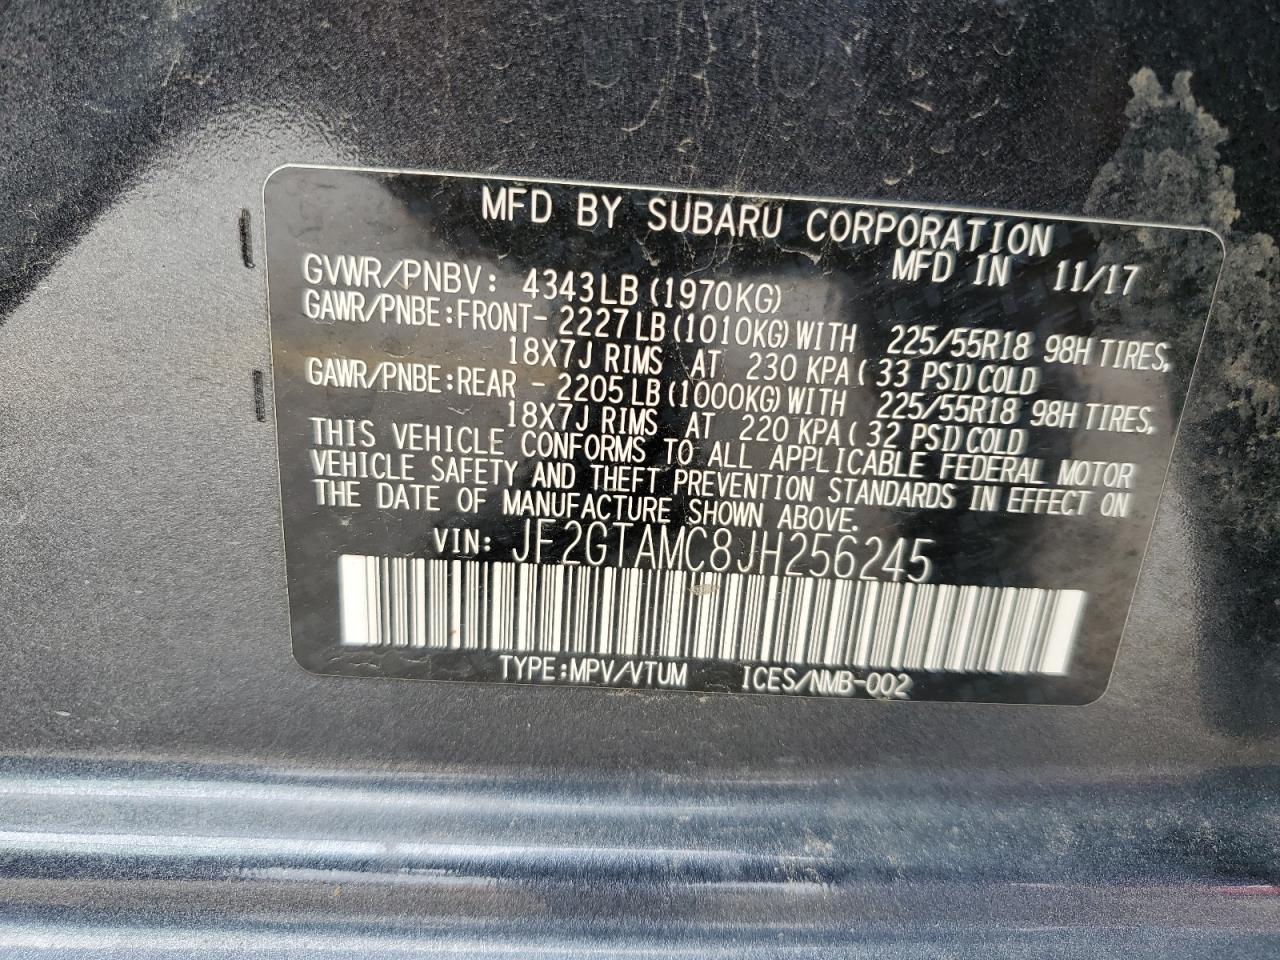 MFD BY SUBARU CORPORATION
MFD IN 11/17
GVWR/PNBV: 4343LB (1970KG)
GAWR/PNBE:FRONT- 2227LB (1010KG) WITH 225/55R18 98H TIRES,
18X7J RIMS AT 230 KPA ( 33 PSI) COLD
GAWR/PNBE:REAR - 2205LB (1000KG) WITH 225/55R18 98H TIRES,
18X7J RIMS AT 220 KPA ( 32 PSI) COLD
THIS VEHICLE CONFORMS TO ALL APPLICABLE FEDERAL MOTOR
VEHICLE SAFETY AND THEFT PREVENTION STANDARDS IN EFFECT ON
THE DATE OF MANUFACTURE SHOWN ABOVE.
VIN: JF2GTAMC8JH256245
TYPE:MPV/VTUM ICES/NMB-002